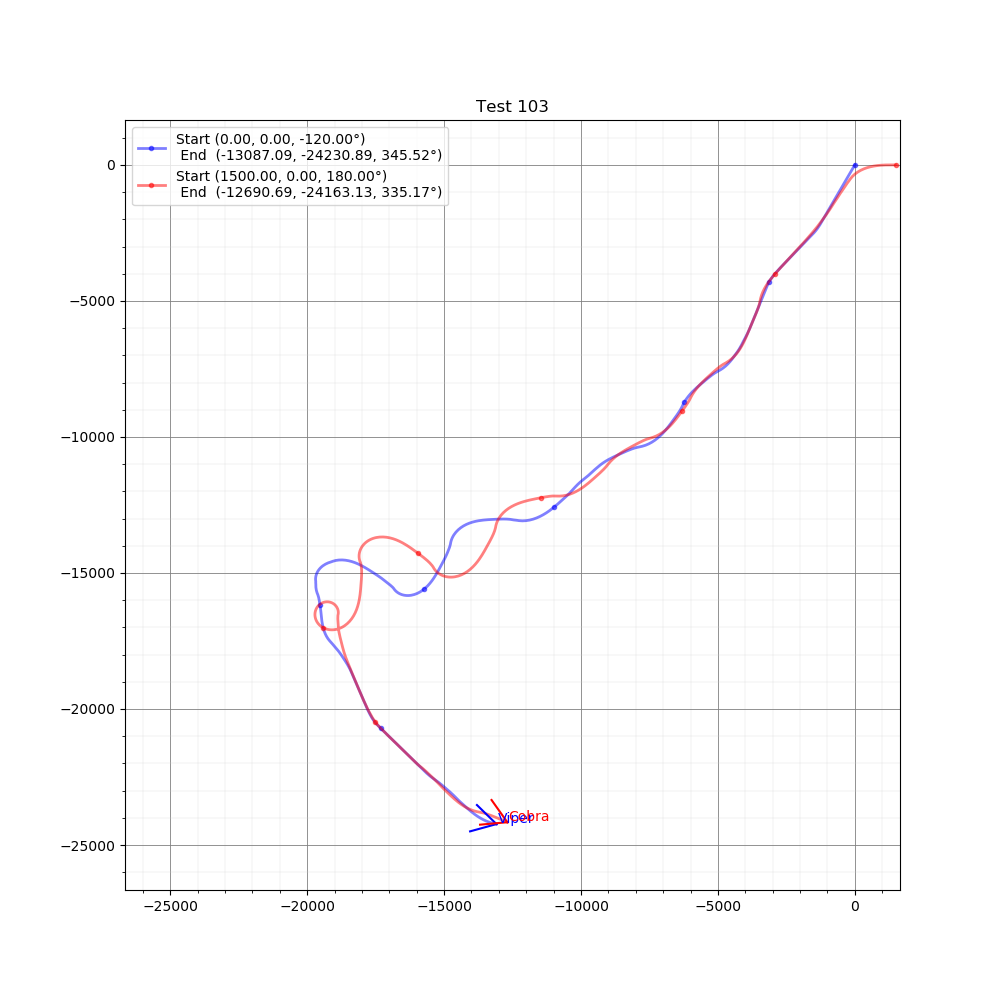 Test 103
Start (0.00, 0.00, -120.00°)
End (-13087.09, -24230.89, 345.52°)
Start (1500.00, 0.00, 180.00°)
End (-12690.69, -24163.13, 335.17°)
0
−5000
−10000
−15000
−20000
−25000
Viper
Cobra
−25000 −20000 −15000 −10000 −5000 0